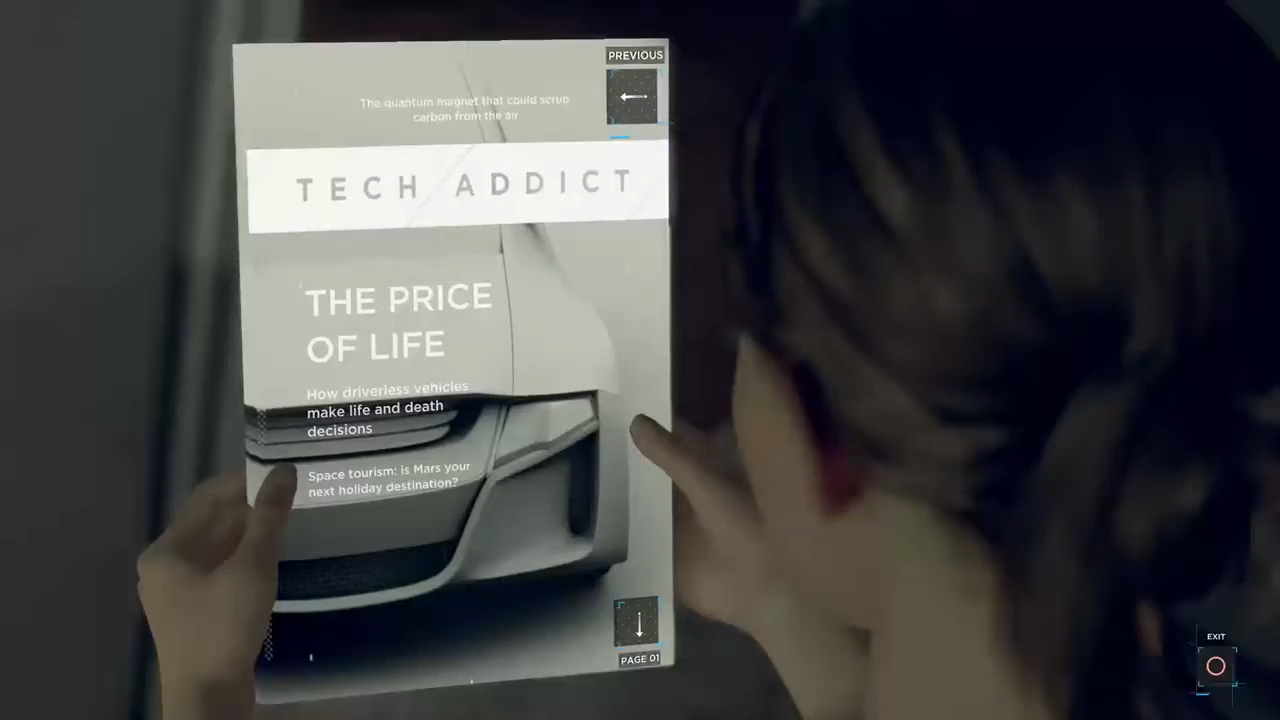 PREVIOUS
The quantum magnet that could scrub
carbon from the air
TECH ADDICT
THE PRICE
OF LIFE
How driverless vehicles
make life and death
decisions
Space tourism: is Mars your
next holiday destination?
PAGE 01
EXIT